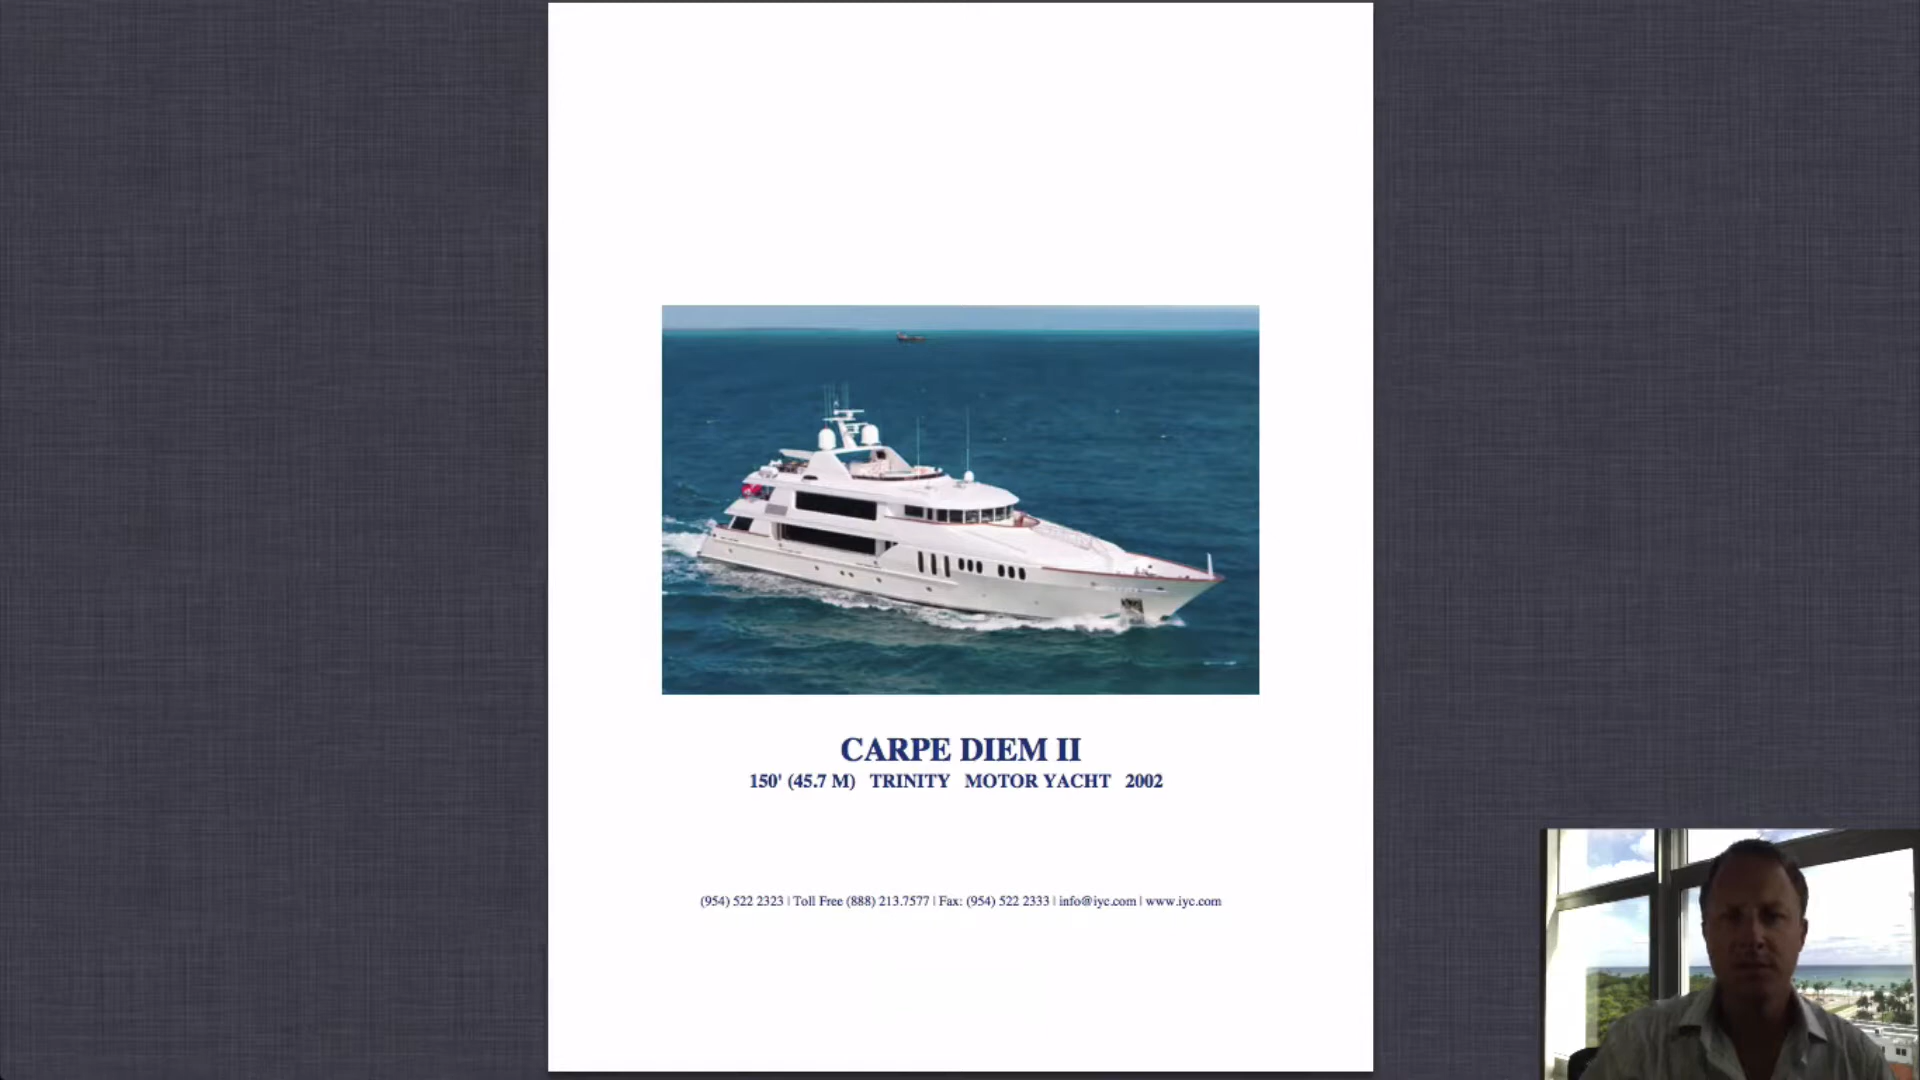 CARPE DIEM II
150' (45.7 M) TRINITY MOTOR YACHT 2002
(954) 522 2323 | Toll Free (888) 213.7577 | Fax: (954) 522 2333 | info@iyc.com | www.iyc.com